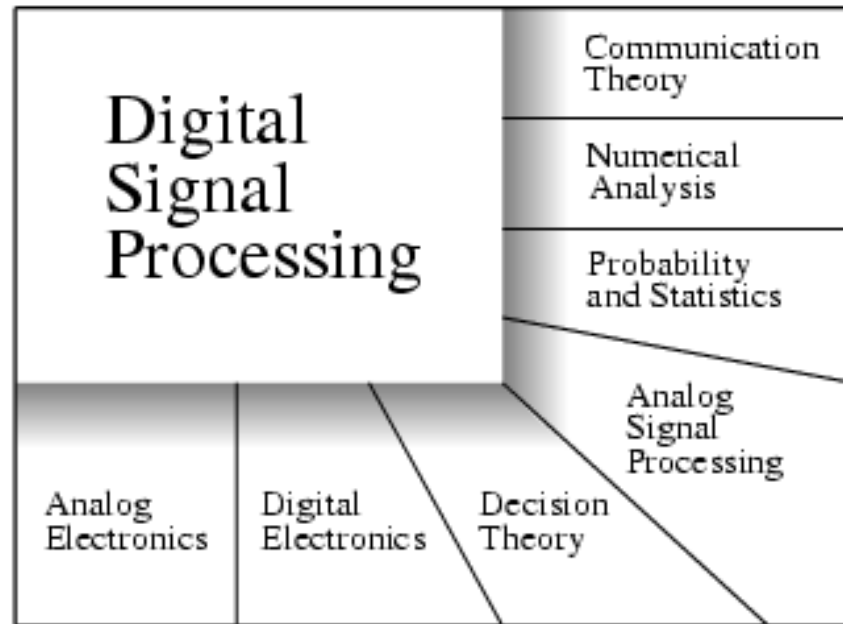 Digital
Signal
Processing
Communication
Theory
Numerical
Analysis
Probability
and Statistics
Analog
Signal
Processing
Decision
Theory
Digital
Electronics
Analog
Electronics